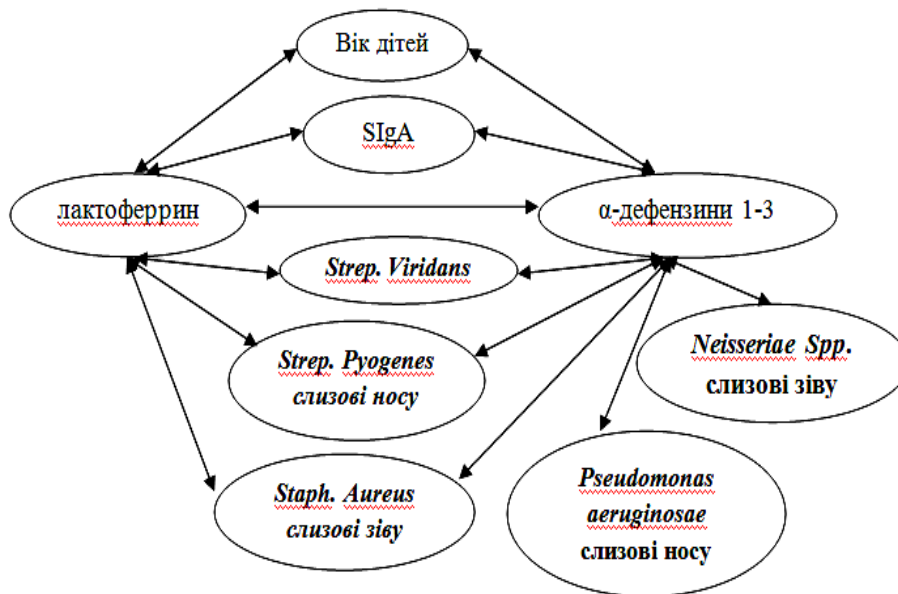 Вік дітей
SIgA
лактоферрин
α-дефензини 1-3
Strep. Viridans
Strep. Pyogenes
слизові носу
Neisseriae Spp.
слизові зіву
Staph. Aureus
слизові зіву
Pseudomonas
aeruginosae
слизові носу